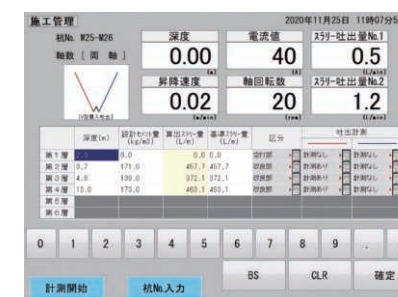 施工管理 2020年11月25日 11時07分5
杭No. M25-M26 深度 電流値 スラリー吐出量No.1
軸数 [ 両 軸 ] 0.00 40 0.5
(m) (A) (L/min)
昇降速度 軸回転数 スラリー吐出量No.2
0.02 20 1.2
(m/min) (rpm) (L/min)
深度(m) 設計セメント量(kg/m3) 算出スラリー量(L/m) 基準スラリー量(L/m) 区分 吐出計測
第1層 0.0 0.0 0.0 空打部 計測なし 計測なし
第2層 3.7 171.0 457.7 457.7 改良部 計測あり 計測なし
第3層 4.8 139.0 372.1 372.1 改良部 計測あり 計測なし
第4層 13.0 173.0 463.1 463.1 改良部 計測あり 計測なし
第5層
第6層
0 1 2 3 4 5 6 7 8 9 .
計測開始 杭No.入力 BS CLR 確定